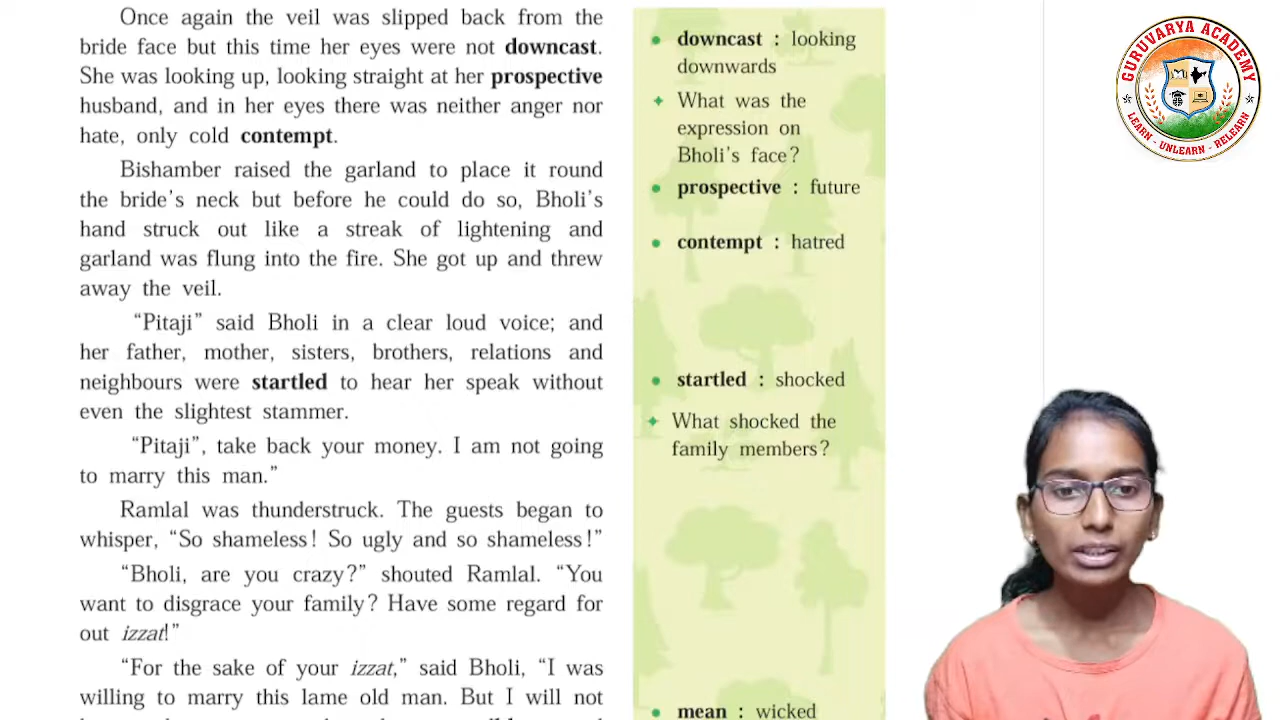 Once again the veil was slipped back from the
bride face but this time her eyes were not downcast.
She was looking up, looking straight at her prospective
husband, and in her eyes there was neither anger nor
hate, only cold contempt.
Bishamber raised the garland to place it round
the bride's neck but before he could do so, Bholi's
hand struck out like a streak of lightening and
garland was flung into the fire. She got up and threw
away the veil.
“Pitaji” said Bholi in a clear loud voice; and
her father, mother, sisters, brothers, relations and
neighbours were startled to hear her speak without
even the slightest stammer.
“Pitaji”, take back your money. I am not going
to marry this man.”
Ramlal was thunderstruck. The guests began to
whisper, “So shameless! So ugly and so shameless!”
“Bholi, are you crazy?” shouted Ramlal. “You
want to disgrace your family? Have some regard for
out izzat!”
“For the sake of your izzat,” said Bholi, “I was
willing to marry this lame old man. But I will not
downcast : looking
downwards
What was the
expression on
Bholi's face?
prospective : future
contempt : hatred
startled : shocked
What shocked the
family members?
mean : wicked
GURUVARYA ACADEMY
LEARN - UNLEARN - RELEARN